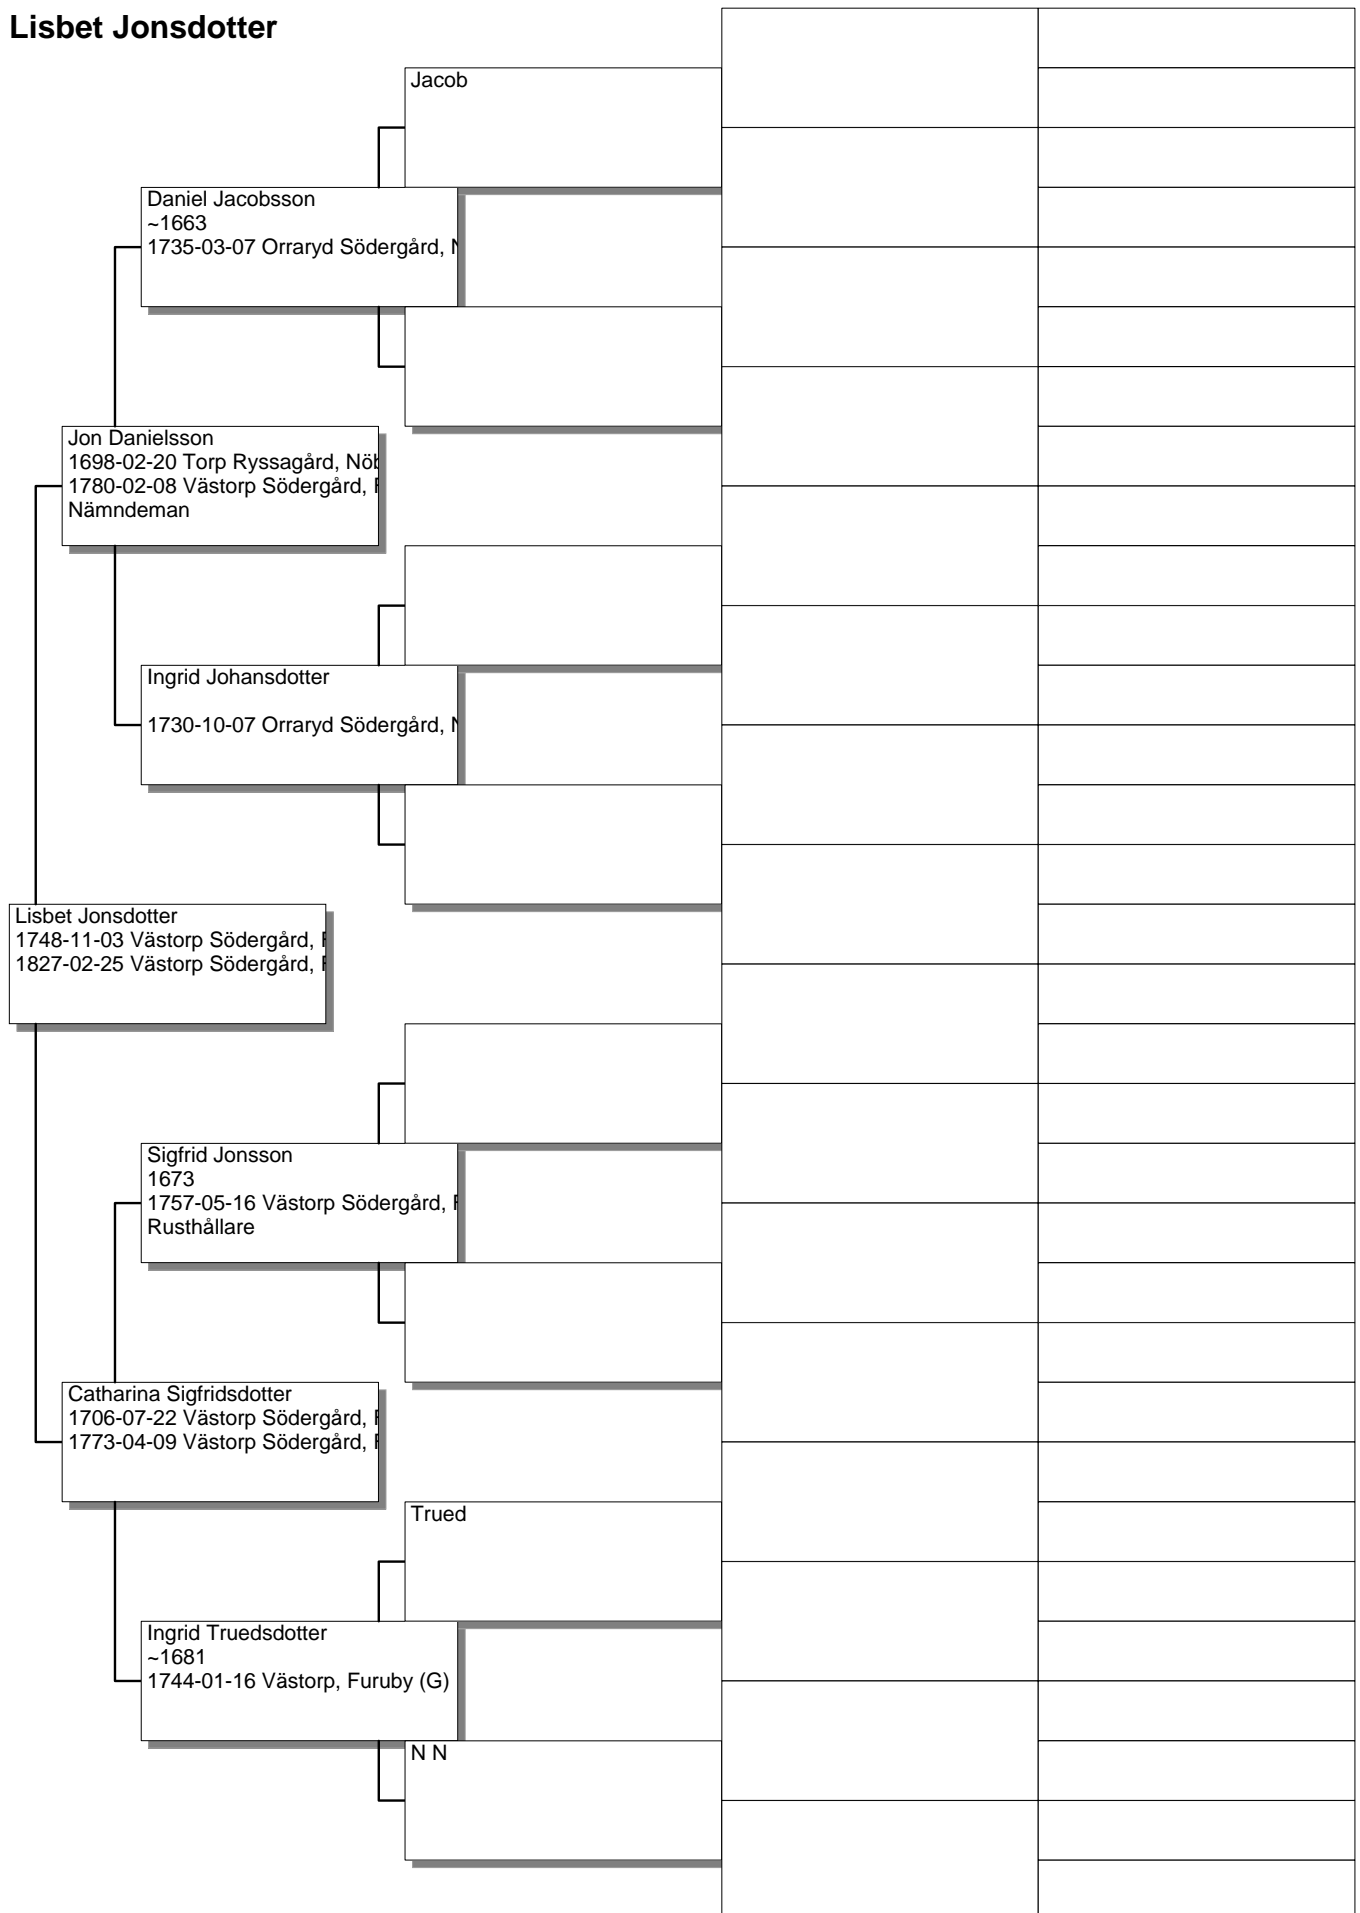 Lisbet Jonsdotter
Jacob
Daniel Jacobsson
~1663
1735-03-07 Orraryd Södergård,
Jon Danielsson
1698-02-20 Torp Ryssagård,
1780-02-08 Västorp Södergård,
Nämndeman
Ingrid Johansdotter
1730-10-07 Orraryd Södergård,
Lisbet Jonsdotter
1748-11-03 Västorp Södergård,
1827-02-25 Västorp Södergård,
Sigfrid Jonsson
1673
1757-05-16 Västorp Södergård,
Rusthållare
Catharina Sigfridsdotter
1706-07-22 Västorp Södergård,
1773-04-09 Västorp Södergård,
Trued
Ingrid Truedsdotter
~1681
1744-01-16 Västorp, Furuby (G)
N N